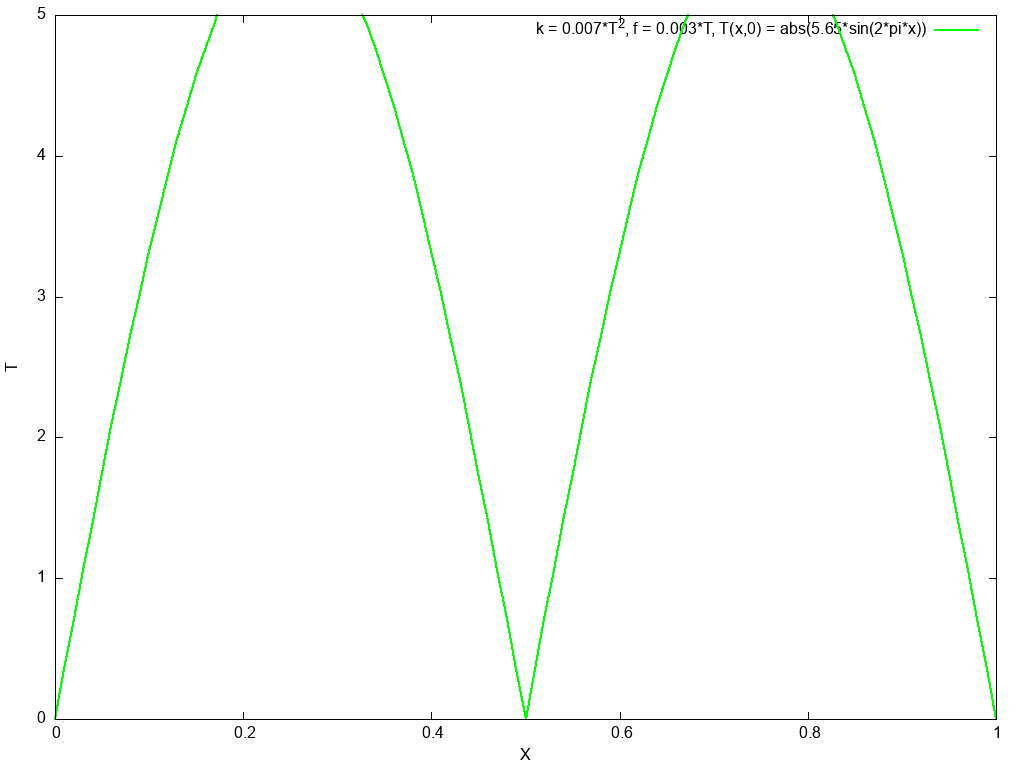 k = 0.007*T², f = 0.003*T, T(x,0) = abs(5.65*sin(2*pi*x))
5
4
3
2
1
0
T
0 0.2 0.4 0.6 0.8 1
X